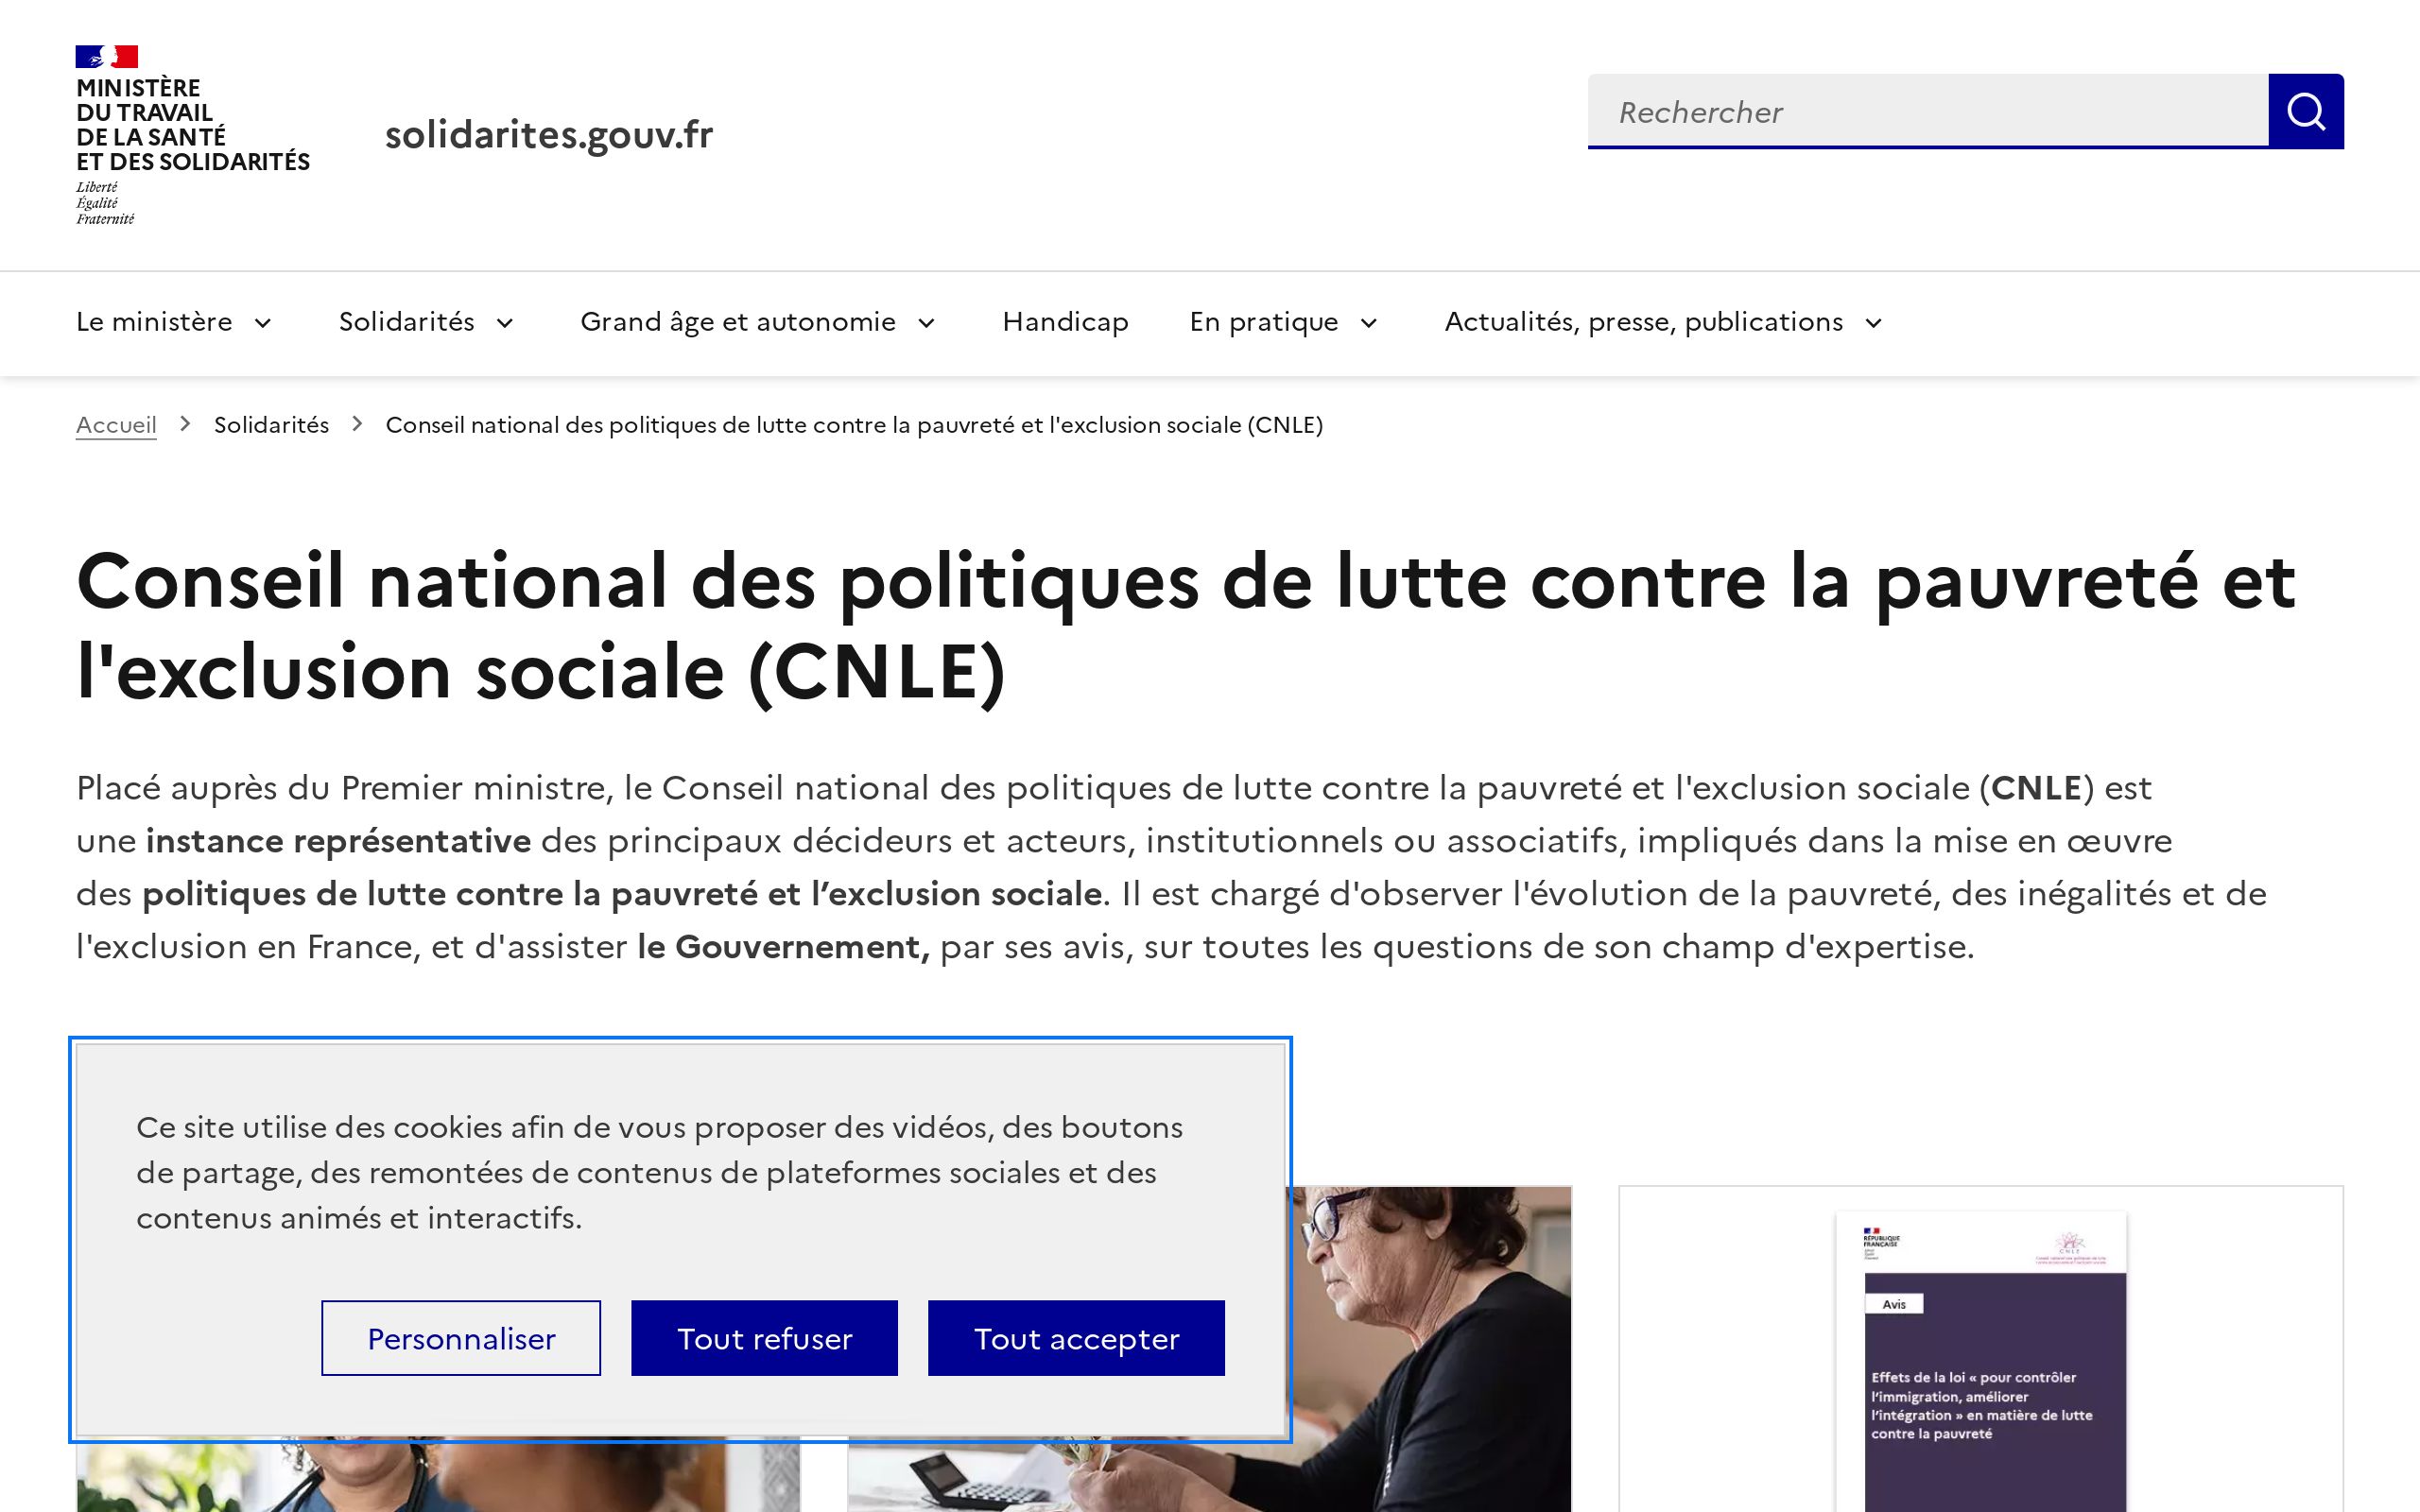 MINISTÈRE
DU TRAVAIL
DE LA SANTÉ
ET DES SOLIDARITÉS
Liberté
Égalité
Fraternité
solidarites.gouv.fr
Rechercher
Le ministère
Solidarités
Grand âge et autonomie
Handicap
En pratique
Actualités, presse, publications
Accueil
Solidarités
Conseil national des politiques de lutte contre la pauvreté et l'exclusion sociale (CNLE)
Conseil national des politiques de lutte contre la pauvreté et
l'exclusion sociale (CNLE)
Placé auprès du Premier ministre, le Conseil national des politiques de lutte contre la pauvreté et l'exclusion sociale (CNLE) est
une instance représentative des principaux décideurs et acteurs, institutionnels ou associatifs, impliqués dans la mise en œuvre
des politiques de lutte contre la pauvreté et l’exclusion sociale. Il est chargé d'observer l'évolution de la pauvreté, des inégalités et de
l'exclusion en France, et d'assister le Gouvernement, par ses avis, sur toutes les questions de son champ d'expertise.
Ce site utilise des cookies afin de vous proposer des vidéos, des boutons
de partage, des remontées de contenus de plateformes sociales et des
contenus animés et interactifs.
Personnaliser
Tout refuser
Tout accepter
RÉPUBLIQUE
FRANÇAISE
CNLE
Avis
Effets de la loi « pour contrôler
l’immigration, améliorer
l’intégration » en matière de lutte
contre la pauvreté